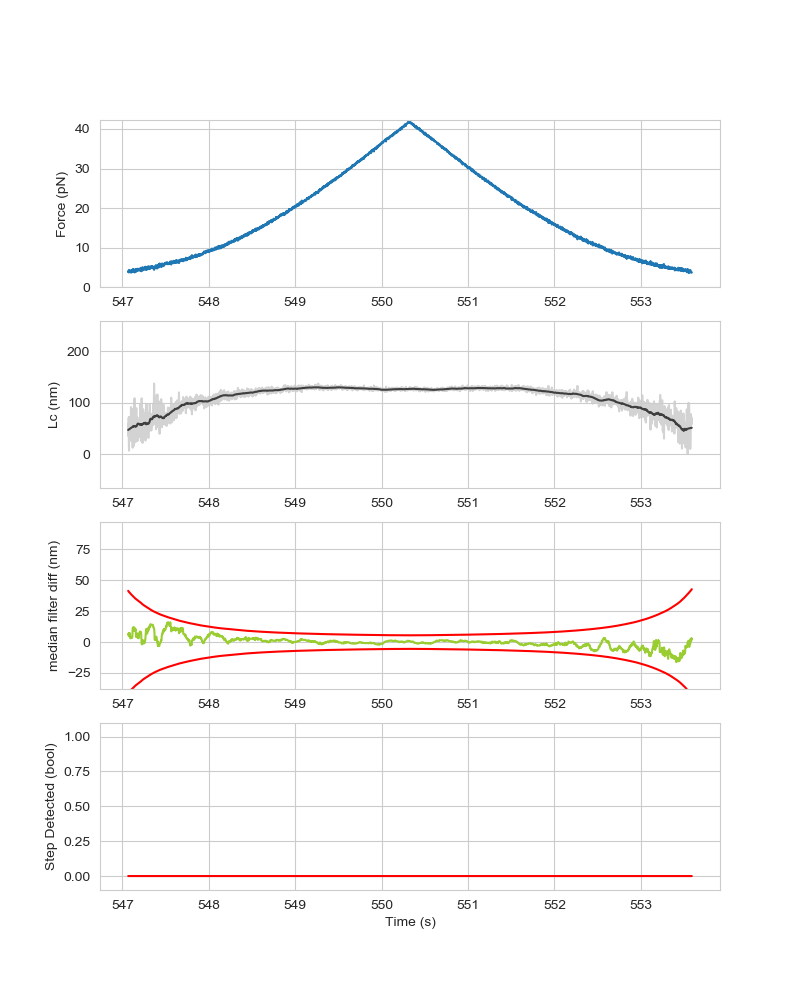 Force (pN)
40
30
20
10
0
547 548 549 550 551 552 553
Lc (nm)
200
100
0
547 548 549 550 551 552 553
median filter diff (nm)
75
50
25
0
−25
547 548 549 550 551 552 553
Step Detected (bool)
1.00
0.75
0.50
0.25
0.00
547 548 549 550 551 552 553
Time (s)